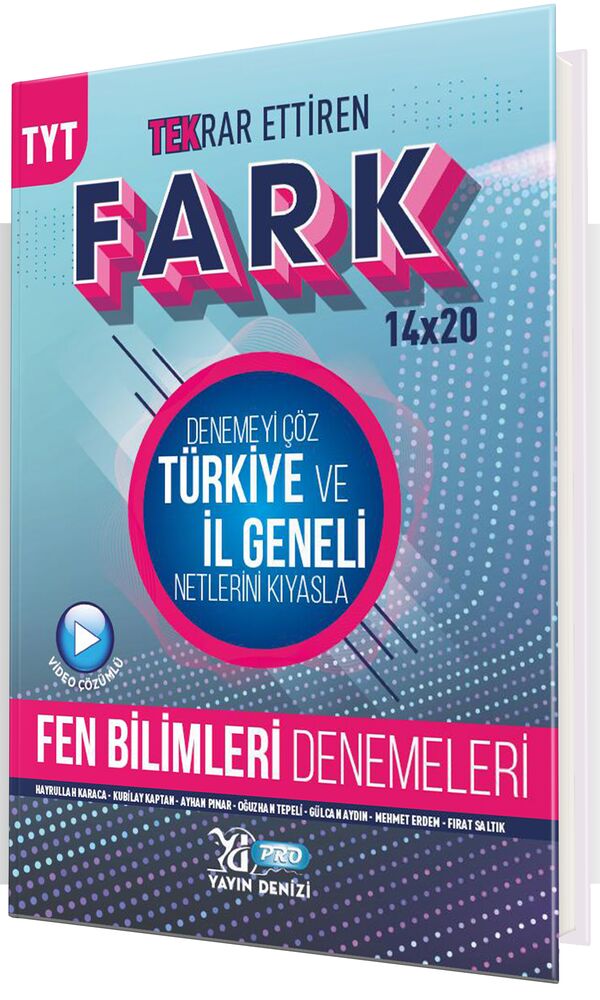 TYT
TEKRAR ETTİREN
FARK
14x20
DENEMEYİ ÇÖZ
TÜRKİYE VE
İL GENELİ
NETLERİNİ KIYASLA
VİDEO ÇÖZÜMLÜ
FEN BİLİMLERİ DENEMELERİ
HAYRULLAH KARACA - KUBİLAY KAPTAN - AYHAN PINAR - OĞUZHAN TEPELİ - GÜLCAN AYDIN - MEHMET ERDEM - FIRAT SALTIK
YD PRO
YAYIN DENİZİ